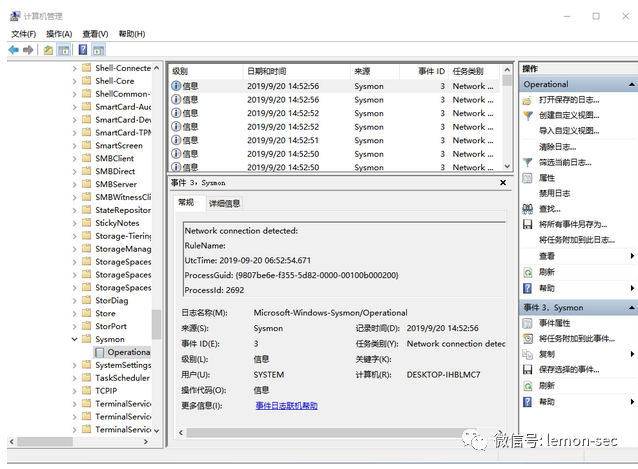 计算机管理
文件(F) 操作(A) 查看(V) 帮助(H)
Shell-Connecte
Shell-Core
ShellCommon-
SmartCard-Auc
SmartCard-Dev
SmartCard-TPM
SmartScreen
SMBClient
SMBDirect
SMBServer
SMBWitnessCli
StateRepositor
StickyNotes
Storage-Tiering
StorageManag
StorageSpaces
StorageSpaces
StorageSpaces
StorDiag
Store
StorPort
Sysmon
Operationa
SystemSettings
TaskScheduler
TCPIP
TerminalService
TerminalService
TerminalService
级别 日期和时间 来源 事件 ID 任务类别
信息 2019/9/20 14:52:56 Sysmon 3 Network ...
信息 2019/9/20 14:52:56 Sysmon 3 Network ...
信息 2019/9/20 14:52:52 Sysmon 3 Network ...
信息 2019/9/20 14:52:52 Sysmon 3 Network ...
信息 2019/9/20 14:52:51 Sysmon 3 Network ...
信息 2019/9/20 14:52:50 Sysmon 3 Network ...
信息 2019/9/20 14:52:50 Sysmon 3 Network ...
事件 3，Sysmon
常规 详细信息
Network connection detected:
RuleName:
UtcTime: 2019-09-20 06:52:54.671
ProcessGuid: {9807be6e-f355-5d82-0000-00100b000200}
ProcessId: 2692
日志名称(M): Microsoft-Windows-Sysmon/Operational
来源(S): Sysmon 记录时间(D): 2019/9/20 14:52:56
事件 ID(E): 3 任务类别(Y): Network connection detec
级别(L): 信息 关键字(K):
用户(U): SYSTEM 计算机(R): DESKTOP-IHBLMC7
操作代码(O): 信息
更多信息(I): 事件日志联机帮助
操作
Operational
打开保存的日志...
创建自定义视图...
导入自定义视图...
清除日志...
筛选当前日志...
属性
禁用日志
查找...
将所有事件另存为...
将任务附加到此日志...
查看
刷新
帮助
事件 3，Sysmon
事件属性
将任务附加到此事件...
复制
保存选择的事件...
刷新
帮助
微信号: lemon-sec